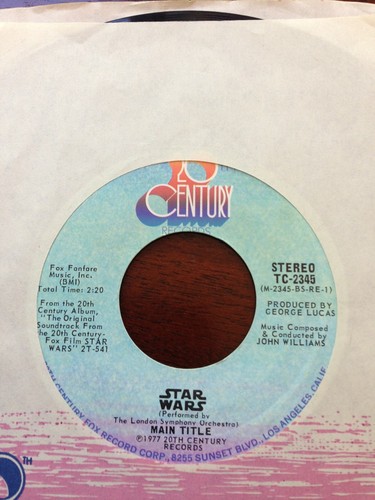 20
CENTURY
RECORDS
Fox Fanfare
Music, Inc.
(BMI)
Total Time: 2:20
From the 20th
Century Album,
"The Original
Soundtrack From
the 20th Century-
Fox Film STAR
WARS" 2T-541
STEREO
TC-2345
(M-2345-BS-RE-1)
PRODUCED BY
GEORGE LUCAS
Music Composed
& Conducted by
JOHN WILLIAMS
STAR
WARS
(Performed by
The London Symphony Orchestra)
MAIN TITLE
℗1977 20TH CENTURY
RECORDS
CENTURY FOX RECORD CORP., 8255 SUNSET BLVD., LOS ANGELES, CALIF
TH